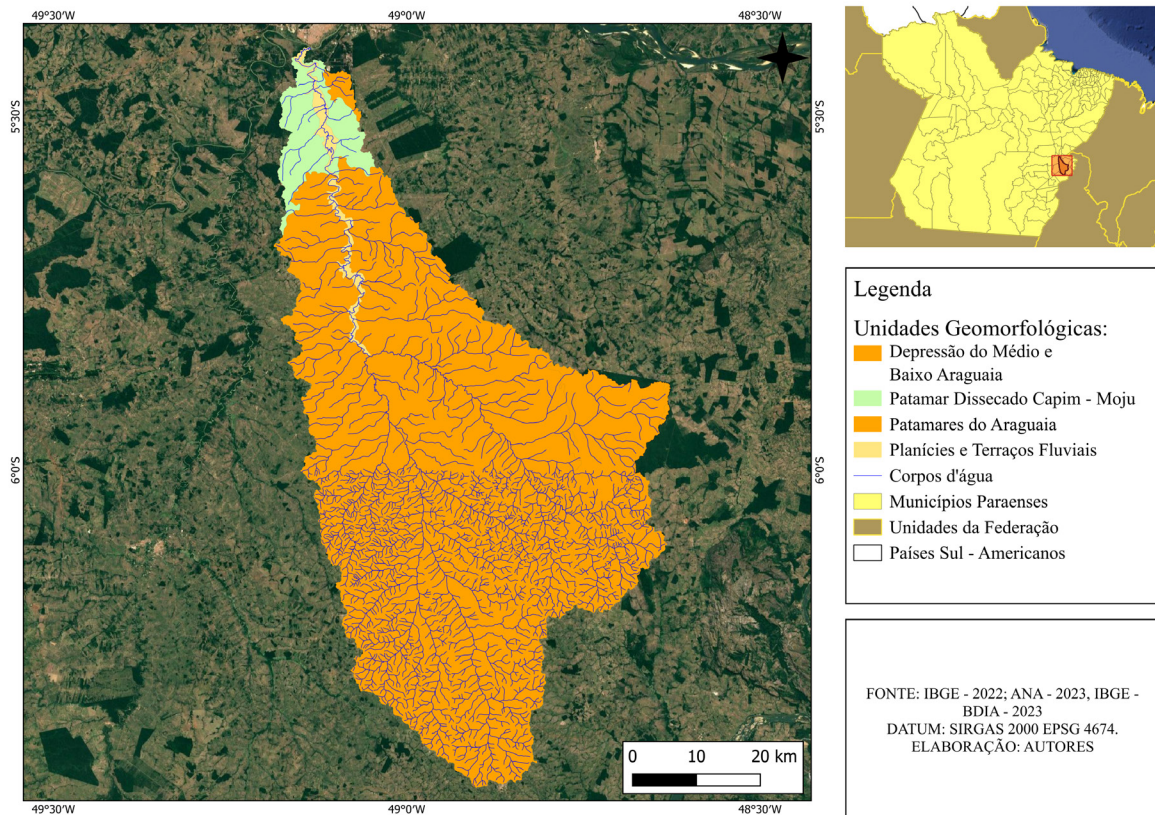 49°30'W
49°0'W
48°30'W
5°30'S
5°30'S
6°0'S
6°0'S
0
10
20 km
49°30'W
49°0'W
48°30'W
Legenda
Unidades Geomorfológicas:
Depressão do Médio e
Baixo Araguaia
Patamar Dissecado Capim - Moju
Patamares do Araguaia
Planícies e Terraços Fluviais
Corpos d'água
Municípios Paraenses
Unidades da Federação
Países Sul - Americanos
FONTE: IBGE - 2022; ANA - 2023, IBGE -
BDIA - 2023
DATUM: SIRGAS 2000 EPSG 4674.
ELABORAÇÃO: AUTORES